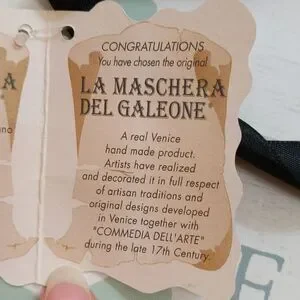 CONGRATULATIONS
You have chosen the original
LA MASCHERA
DEL GALEONE
A real Venice
hand made product.
Artists have realized
and decorated it in full respect
of artisan traditions and
original designs developed
in Venice together with
"COMMEDIA DELL'ARTE"
during the late 17th Century.